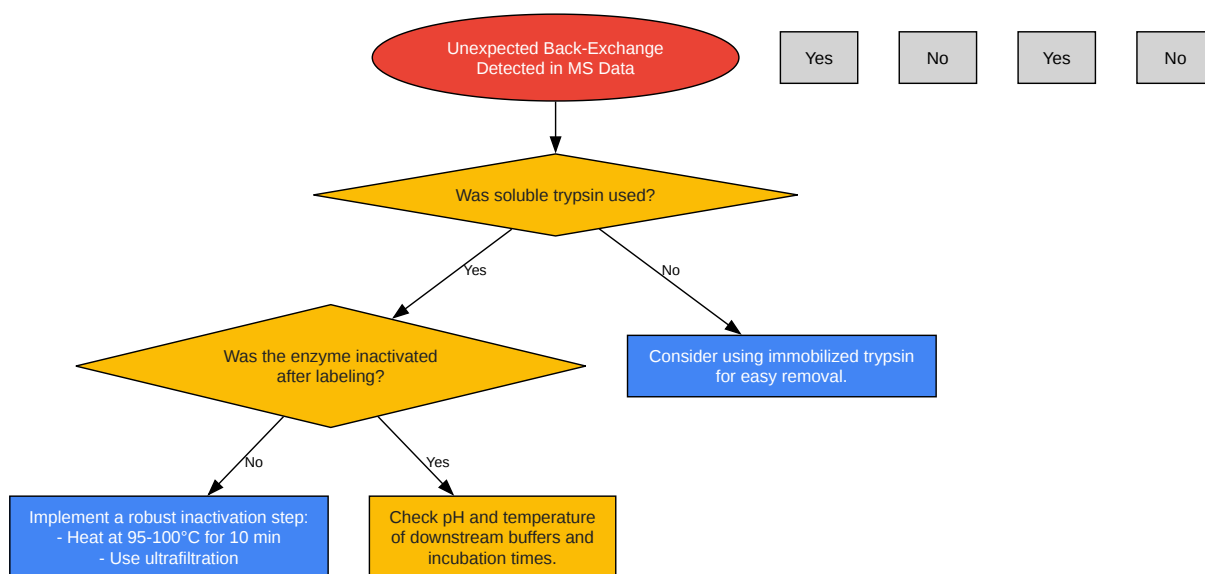 Unexpected Back-Exchange
Detected in MS Data
Yes
No
Yes
No
Was soluble trypsin used?
Yes
No
Was the enzyme inactivated
after labeling?
Consider using immobilized trypsin
for easy removal.
No
Yes
Implement a robust inactivation step:
- Heat at 95-100°C for 10 min
- Use ultrafiltration
Check pH and temperature
of downstream buffers and
incubation times.